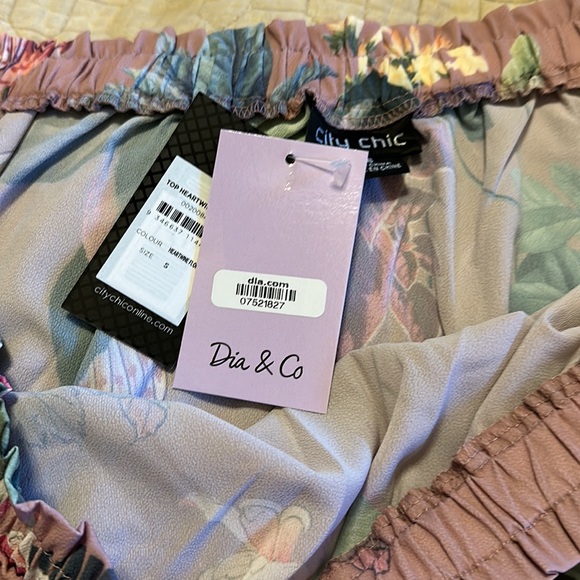 city chic
TOP HEARTWI
COLOUR:
SIZE: S
citychiconline.com
dia.com
07521827
Dia & Co